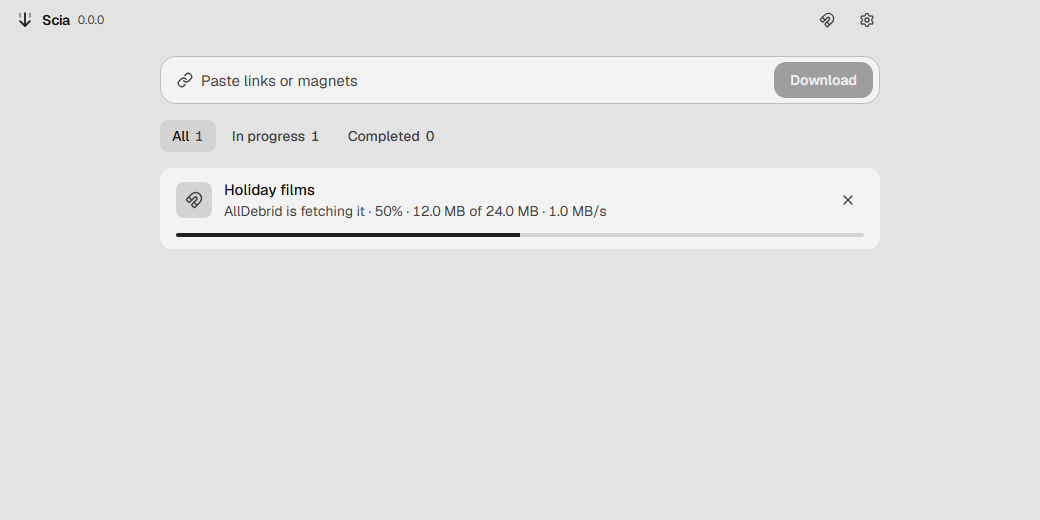 Scia 0.0.0
Paste links or magnets
Download
All 1
In progress 1
Completed 0
Holiday films
AllDebrid is fetching it · 50% · 12.0 MB of 24.0 MB · 1.0 MB/s